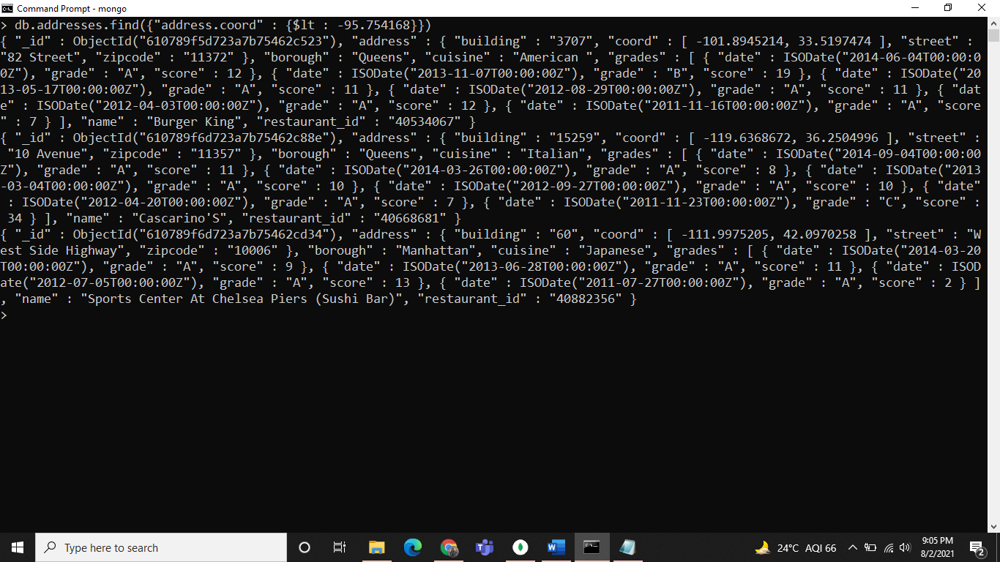 Command Prompt - mongo
> db.addresses.find({"address.coord" : {$lt : -95.754168}})
{ "_id" : ObjectId("610789f5d723a7b75462c523"), "address" : { "building" : "3707", "coord" : [ -101.8945214, 33.5197474 ], "street" :
"82 Street", "zipcode" : "11372" }, "borough" : "Queens", "cuisine" : "American ", "grades" : [ { "date" : ISODate("2014-06-04T00:00:0
0Z"), "grade" : "A", "score" : 12 }, { "date" : ISODate("2013-11-07T00:00:00Z"), "grade" : "B", "score" : 19 }, { "date" : ISODate("20
13-05-17T00:00:00Z"), "grade" : "A", "score" : 11 }, { "date" : ISODate("2012-08-29T00:00:00Z"), "grade" : "A", "score" : 11 }, { "dat
e" : ISODate("2012-04-03T00:00:00Z"), "grade" : "A", "score" : 12 }, { "date" : ISODate("2011-11-16T00:00:00Z"), "grade" : "A", "score
" : 7 } ], "name" : "Burger King", "restaurant_id" : "40534067" }
{ "_id" : ObjectId("610789f6d723a7b75462c88e"), "address" : { "building" : "15259", "coord" : [ -119.6368672, 36.2504996 ], "street" :
"10 Avenue", "zipcode" : "11357" }, "borough" : "Queens", "cuisine" : "Italian", "grades" : [ { "date" : ISODate("2014-09-04T00:00:00
Z"), "grade" : "A", "score" : 11 }, { "date" : ISODate("2014-03-26T00:00:00Z"), "grade" : "A", "score" : 8 }, { "date" : ISODate("2013
-03-04T00:00:00Z"), "grade" : "A", "score" : 10 }, { "date" : ISODate("2012-09-27T00:00:00Z"), "grade" : "A", "score" : 10 }, { "date"
: ISODate("2012-04-20T00:00:00Z"), "grade" : "A", "score" : 7 }, { "date" : ISODate("2011-11-23T00:00:00Z"), "grade" : "C", "score" :
34 } ], "name" : "Cascarino'S", "restaurant_id" : "40668681" }
{ "_id" : ObjectId("610789f6d723a7b75462cd34"), "address" : { "building" : "60", "coord" : [ -111.9975205, 42.0970258 ], "street" : "W
est Side Highway", "zipcode" : "10006" }, "borough" : "Manhattan", "cuisine" : "Japanese", "grades" : [ { "date" : ISODate("2014-03-20
T00:00:00Z"), "grade" : "A", "score" : 9 }, { "date" : ISODate("2013-06-28T00:00:00Z"), "grade" : "A", "score" : 11 }, { "date" : ISOD
ate("2012-07-05T00:00:00Z"), "grade" : "A", "score" : 13 }, { "date" : ISODate("2011-07-27T00:00:00Z"), "grade" : "A", "score" : 2 } ]
, "name" : "Sports Center At Chelsea Piers (Sushi Bar)", "restaurant_id" : "40882356" }
>
Type here to search
24°C AQI 66
9:05 PM
8/2/2021
2